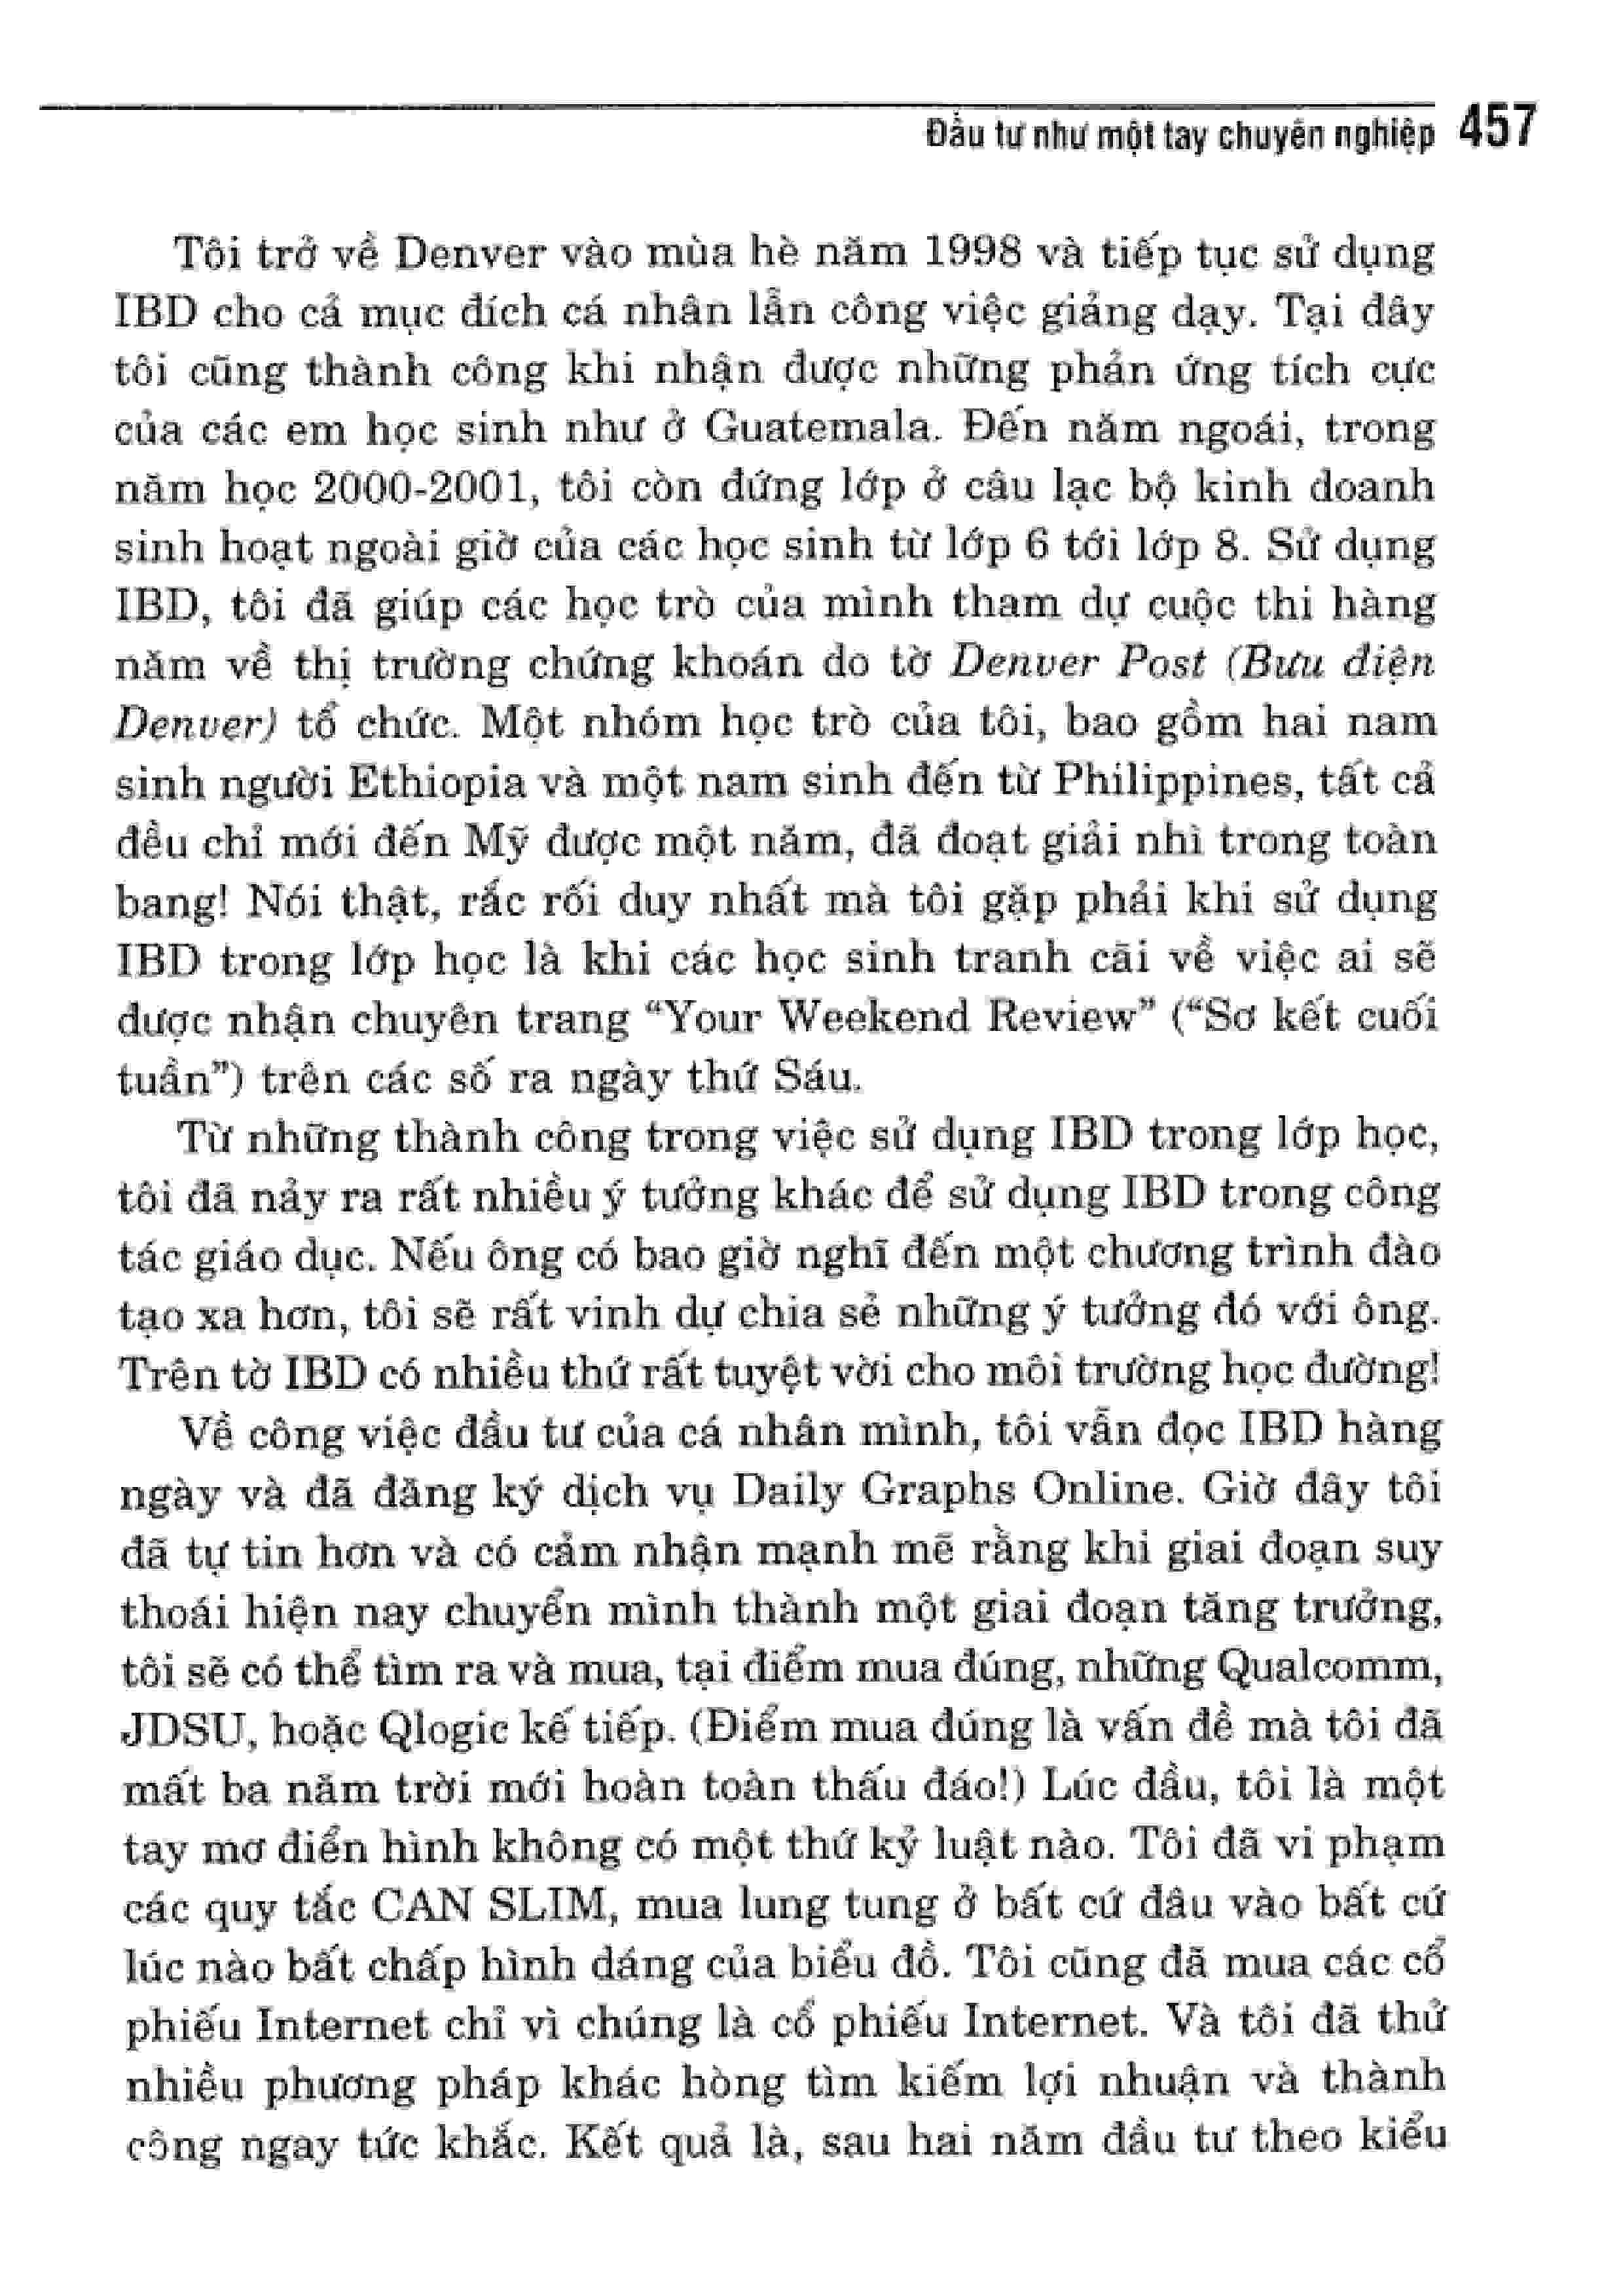 Đầu tư như một tay chuyên nghiệp 457
Tôi trở về Denver vào mùa hè năm 1998 và tiếp tục sử dụng
IBD cho cả mục đích cá nhân lẫn công việc giảng dạy. Tại đây
tôi cũng thành công khi nhận được những phản ứng tích cực
của các em học sinh như ở Guatemala. Đến năm ngoái, trong
năm học 2000-2001, tôi còn đứng lớp ở câu lạc bộ kinh doanh
sinh hoạt ngoài giờ của các học sinh từ lớp 6 tới lớp 8. Sử dụng
IBD, tôi đã giúp các học trò của mình tham dự cuộc thi hàng
năm về thị trường chứng khoán do tờ Denver Post (Bưu điện
Denver) tổ chức. Một nhóm học trò của tôi, bao gồm hai nam
sinh người Ethiopia và một nam sinh đến từ Philippines, tất cả
đều chỉ mới đến Mỹ được một năm, đã đoạt giải nhì trong toàn
bang! Nói thật, rắc rối duy nhất mà tôi gặp phải khi sử dụng
IBD trong lớp học là khi các học sinh tranh cãi về việc ai sẽ
được nhận chuyên trang “Your Weekend Review” (“Sơ kết cuối
tuần”) trên các số ra ngày thứ Sáu.
Từ những thành công trong việc sử dụng IBD trong lớp học,
tôi đã nảy ra rất nhiều ý tưởng khác để sử dụng IBD trong công
tác giáo dục. Nếu ông có bao giờ nghĩ đến một chương trình đào
tạo xa hơn, tôi sẽ rất vinh dự chia sẻ những ý tưởng đó với ông.
Trên tờ IBD có nhiều thứ rất tuyệt vời cho môi trường học đường!
Về công việc đầu tư của cá nhân mình, tôi vẫn đọc IBD hàng
ngày và đã đăng ký dịch vụ Daily Graphs Online. Giờ đây tôi
đã tự tin hơn và có cảm nhận mạnh mẽ rằng khi giai đoạn suy
thoái hiện nay chuyển mình thành một giai đoạn tăng trưởng,
tôi sẽ có thể tìm ra và mua, tại điểm mua đúng, những Qualcomm,
JDSU, hoặc Qlogic kế tiếp. (Điểm mua đúng là vấn đề mà tôi đã
mất ba năm trời mới hoàn toàn thấu đáo!) Lúc đầu, tôi là một
tay mơ điển hình không có một thứ kỷ luật nào. Tôi đã vi phạm
các quy tắc CAN SLIM, mua lung tung ở bất cứ đâu vào bất cứ
lúc nào bất chấp hình dáng của biểu đồ. Tôi cũng đã mua các cổ
phiếu Internet chỉ vì chúng là cổ phiếu Internet. Và tôi đã thử
nhiều phương pháp khác hòng tìm kiếm lợi nhuận và thành
công ngay tức khắc. Kết quả là, sau hai năm đầu tư theo kiểu